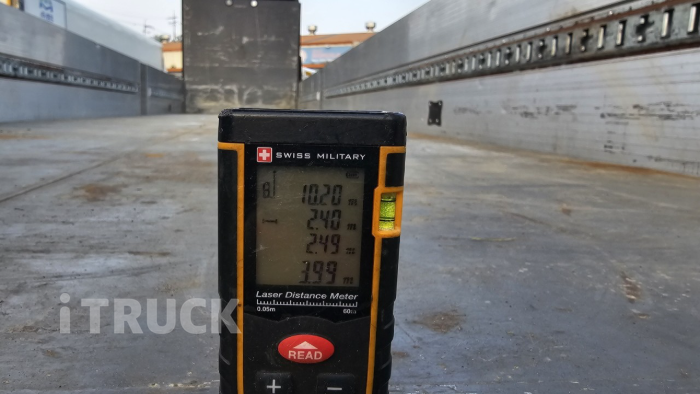 SWISS MILITARY
10.20 m
2.40 m
2.49 m
3.99 m
Laser Distance Meter
0.05m 60m
iTRUCK
READ
+ −